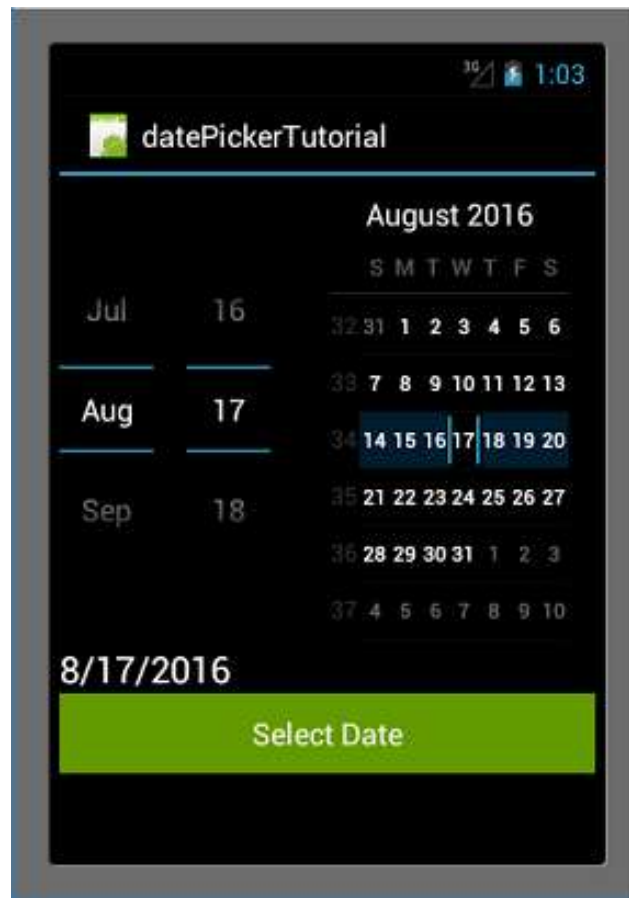 3G 1:03
datePickerTutorial
August 2016
S M T W T F S
Jul 16
32 31 1 2 3 4 5 6
33 7 8 9 10 11 12 13
Aug 17
34 14 15 16 17 18 19 20
Sep 18
35 21 22 23 24 25 26 27
36 28 29 30 31 1 2 3
37 4 5 6 7 8 9 10
8/17/2016
Select Date